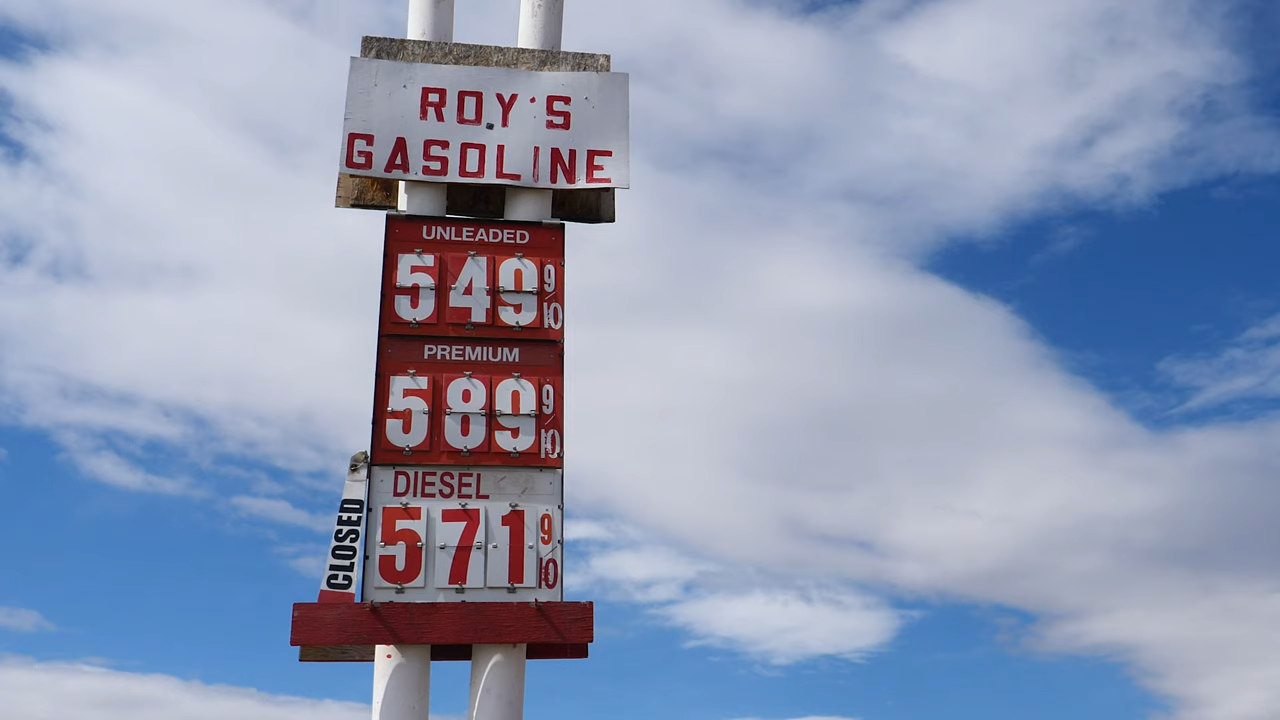 ROY'S
GASOLINE
UNLEADED
549 9/10
PREMIUM
589 9/10
DIESEL
571 9/10
CLOSED